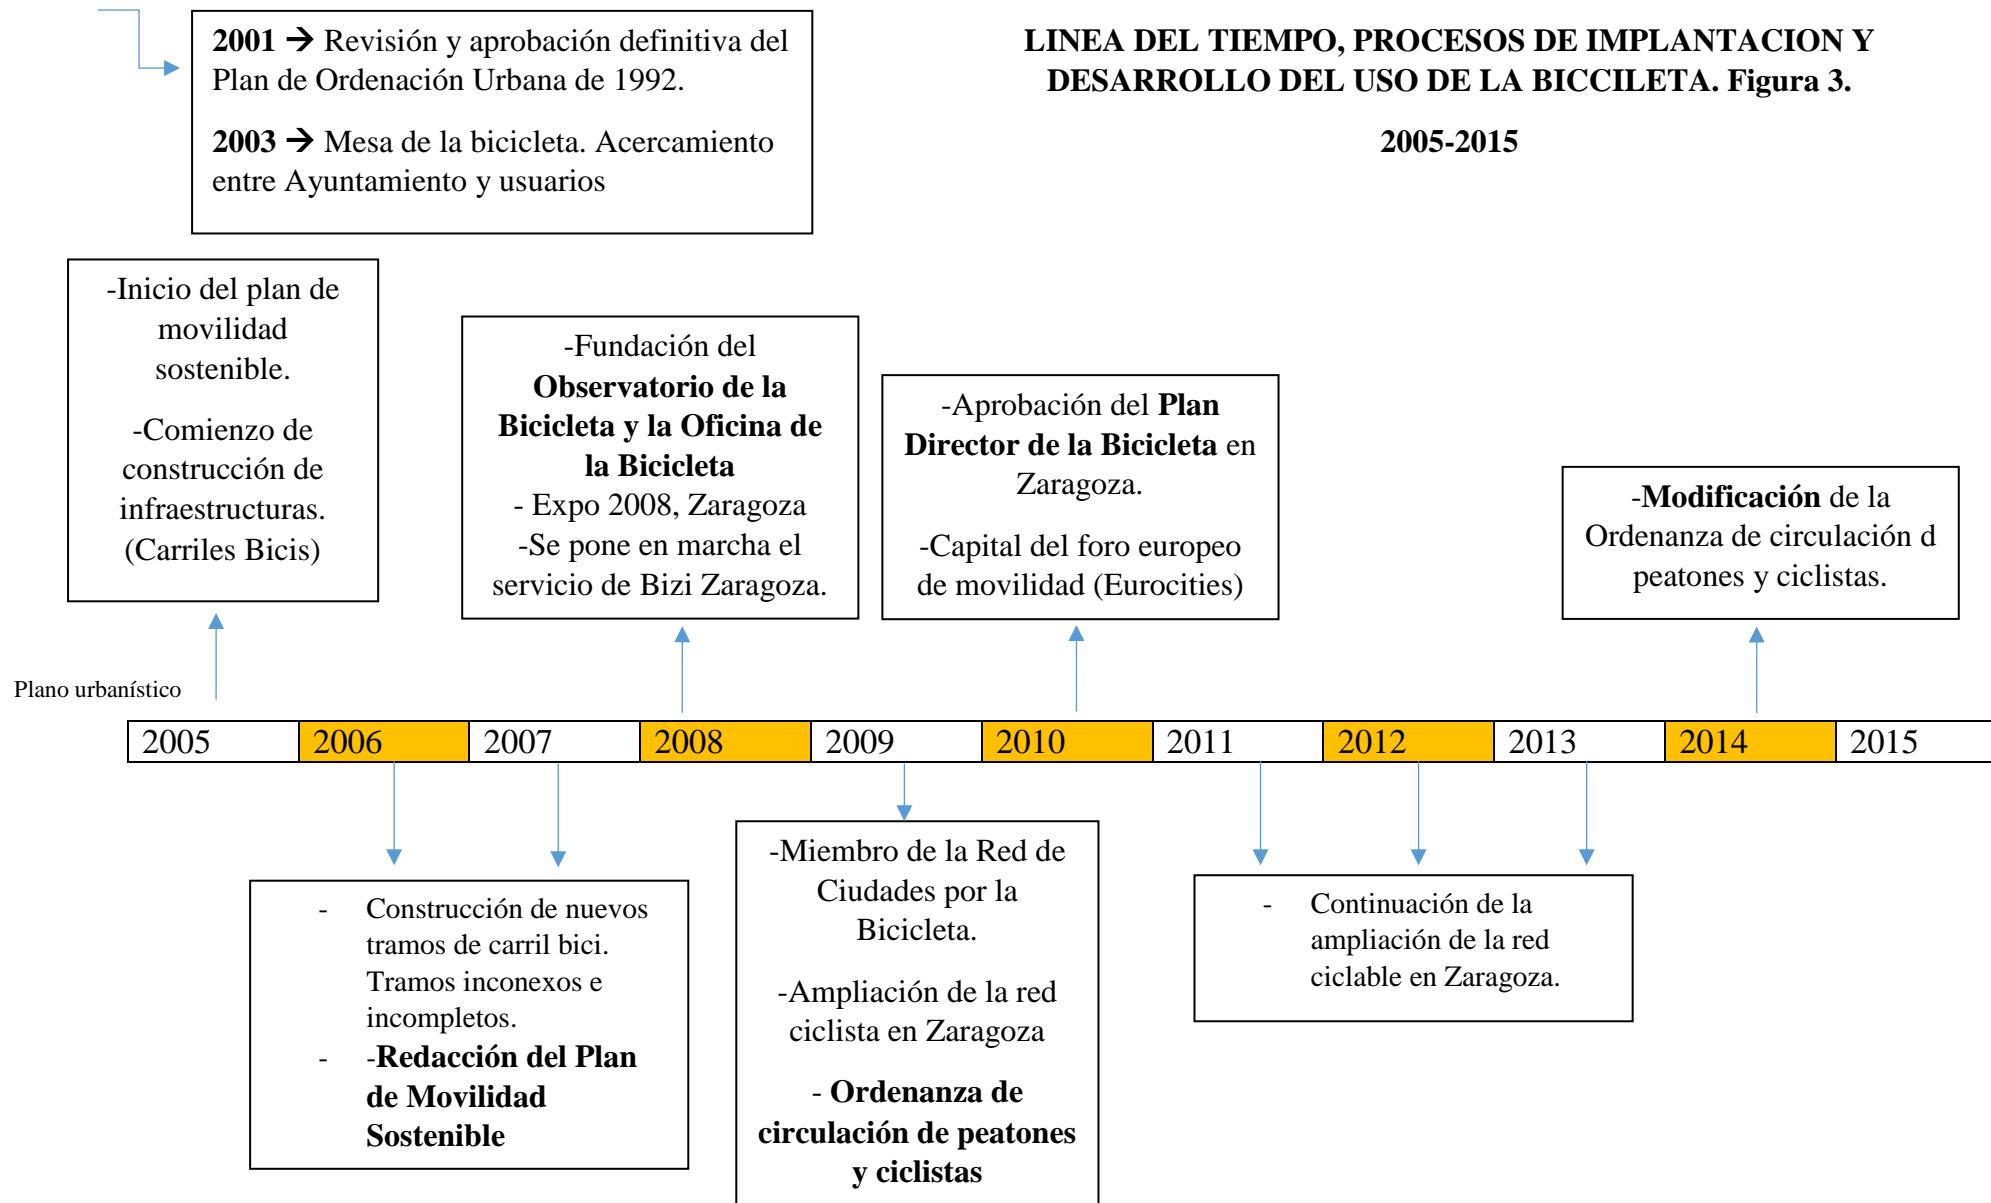 2001 → Revisión y aprobación definitiva del
Plan de Ordenación Urbana de 1992.
2003 → Mesa de la bicicleta. Acercamiento
entre Ayuntamiento y usuarios
LINEA DEL TIEMPO, PROCESOS DE IMPLANTACION Y
DESARROLLO DEL USO DE LA BICCILETA. Figura 3.
2005-2015
-Inicio del plan de
movilidad
sostenible.
-Comienzo de
construcción de
infraestructuras.
(Carriles Bicis)
-Fundación del
Observatorio de la
Bicicleta y la Oficina de
la Bicicleta
- Expo 2008, Zaragoza
-Se pone en marcha el
servicio de Bizi Zaragoza.
-Aprobación del Plan
Director de la Bicicleta en
Zaragoza.
-Capital del foro europeo
de movilidad (Eurocities)
-Modificación de la
Ordenanza de circulación d
peatones y ciclistas.
Plano urbanístico
2005 2006 2007 2008 2009 2010 2011 2012 2013 2014 2015
- Construcción de nuevos
tramos de carril bici.
Tramos inconexos e
incompletos.
- -Redacción del Plan
de Movilidad
Sostenible
-Miembro de la Red de
Ciudades por la
Bicicleta.
-Ampliación de la red
ciclista en Zaragoza
- Ordenanza de
circulación de peatones
y ciclistas
- Continuación de la
ampliación de la red
ciclable en Zaragoza.